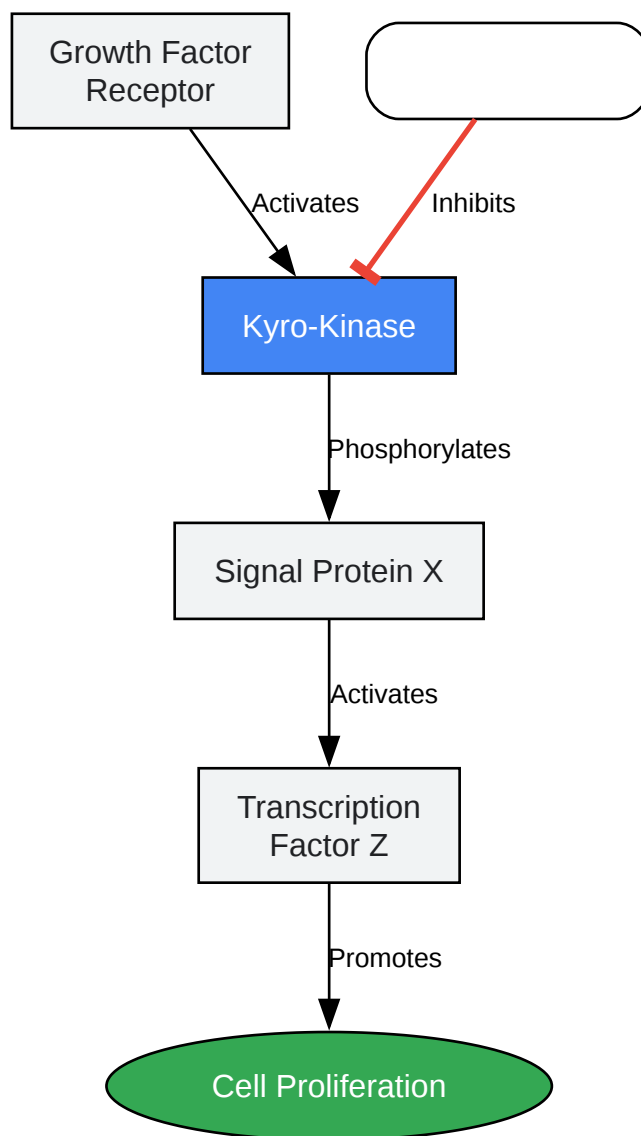 Growth Factor
Receptor
Activates
Inhibits
Kyro-Kinase
Phosphorylates
Signal Protein X
Activates
Transcription
Factor Z
Promotes
Cell Proliferation